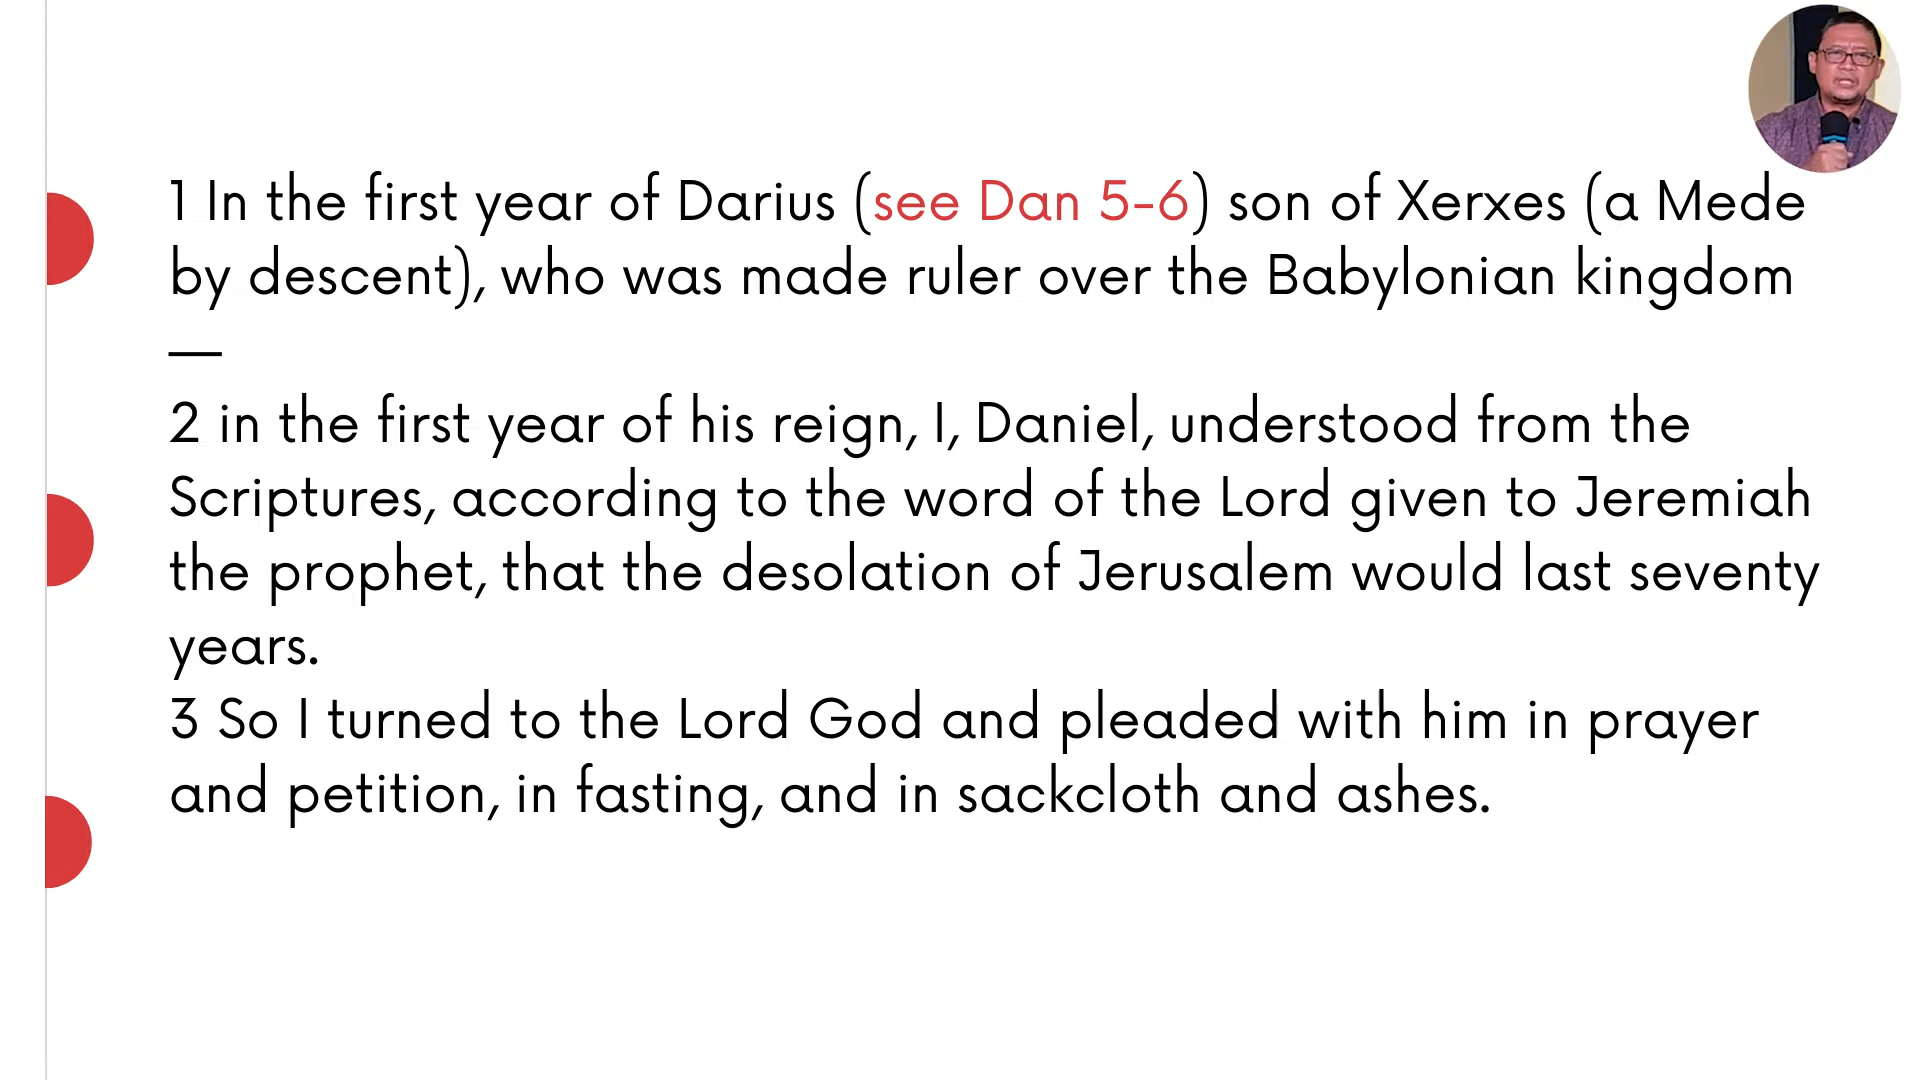 1 In the first year of Darius (see Dan 5-6) son of Xerxes (a Mede
by descent), who was made ruler over the Babylonian kingdom
—
2 in the first year of his reign, I, Daniel, understood from the
Scriptures, according to the word of the Lord given to Jeremiah
the prophet, that the desolation of Jerusalem would last seventy
years.
3 So I turned to the Lord God and pleaded with him in prayer
and petition, in fasting, and in sackcloth and ashes.